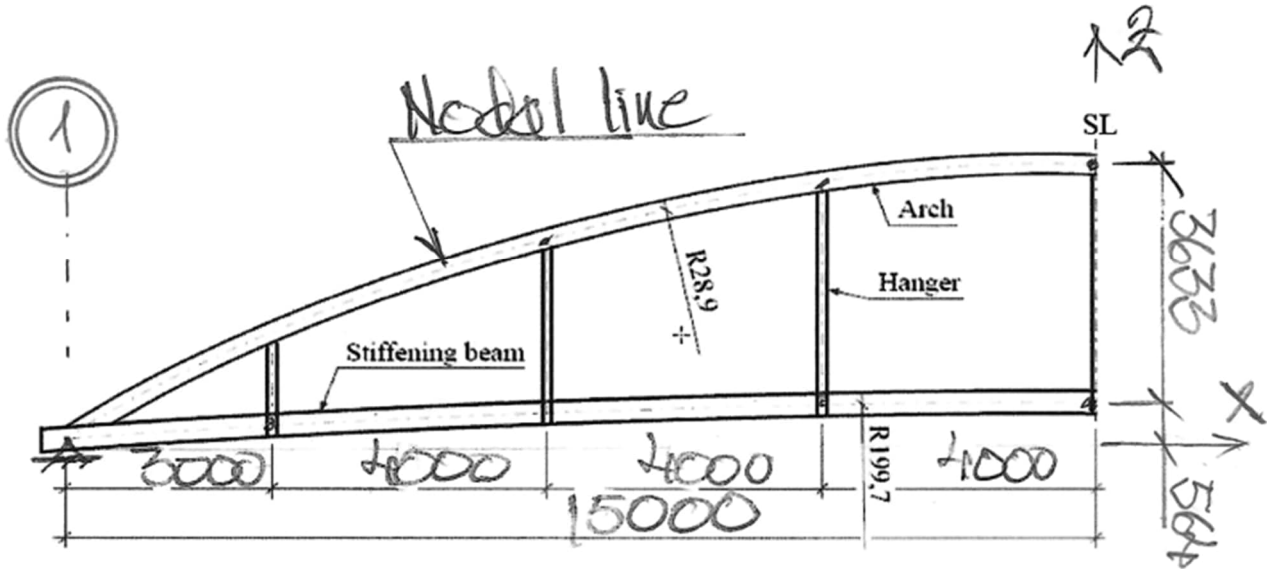 2
1
Nodal line
SL
Arch
3633
R28,9
Hanger
Stiffening beam
X
3000 4000 4000 4000
R199,7
15000
564